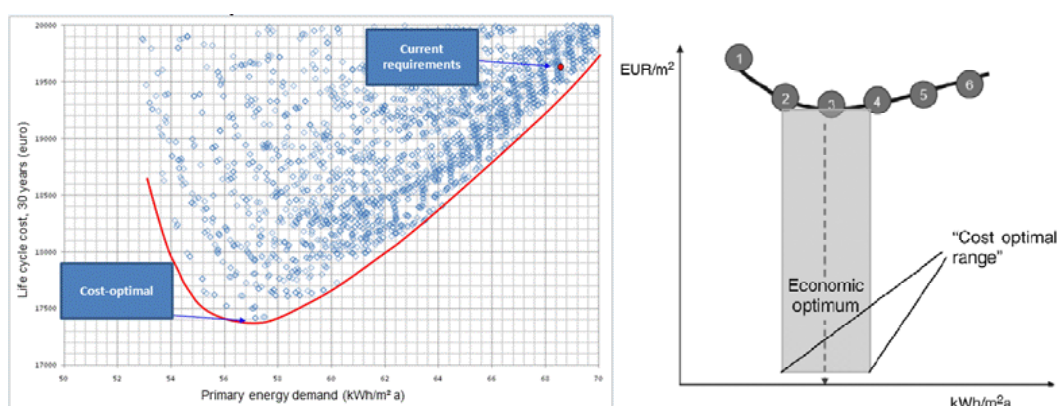 20000
19500
19000
18500
18000
17500
17000
Life cycle cost, 30 years (euro)
Current
requirements
Cost-optimal
50 52 54 56 57 58 60 62 64 66 68 70
Primary energy demand (kWh/m² a)
EUR/m²
1
2
3
4
5
6
"Cost optimal
range"
Economic
optimum
kWh/m²a